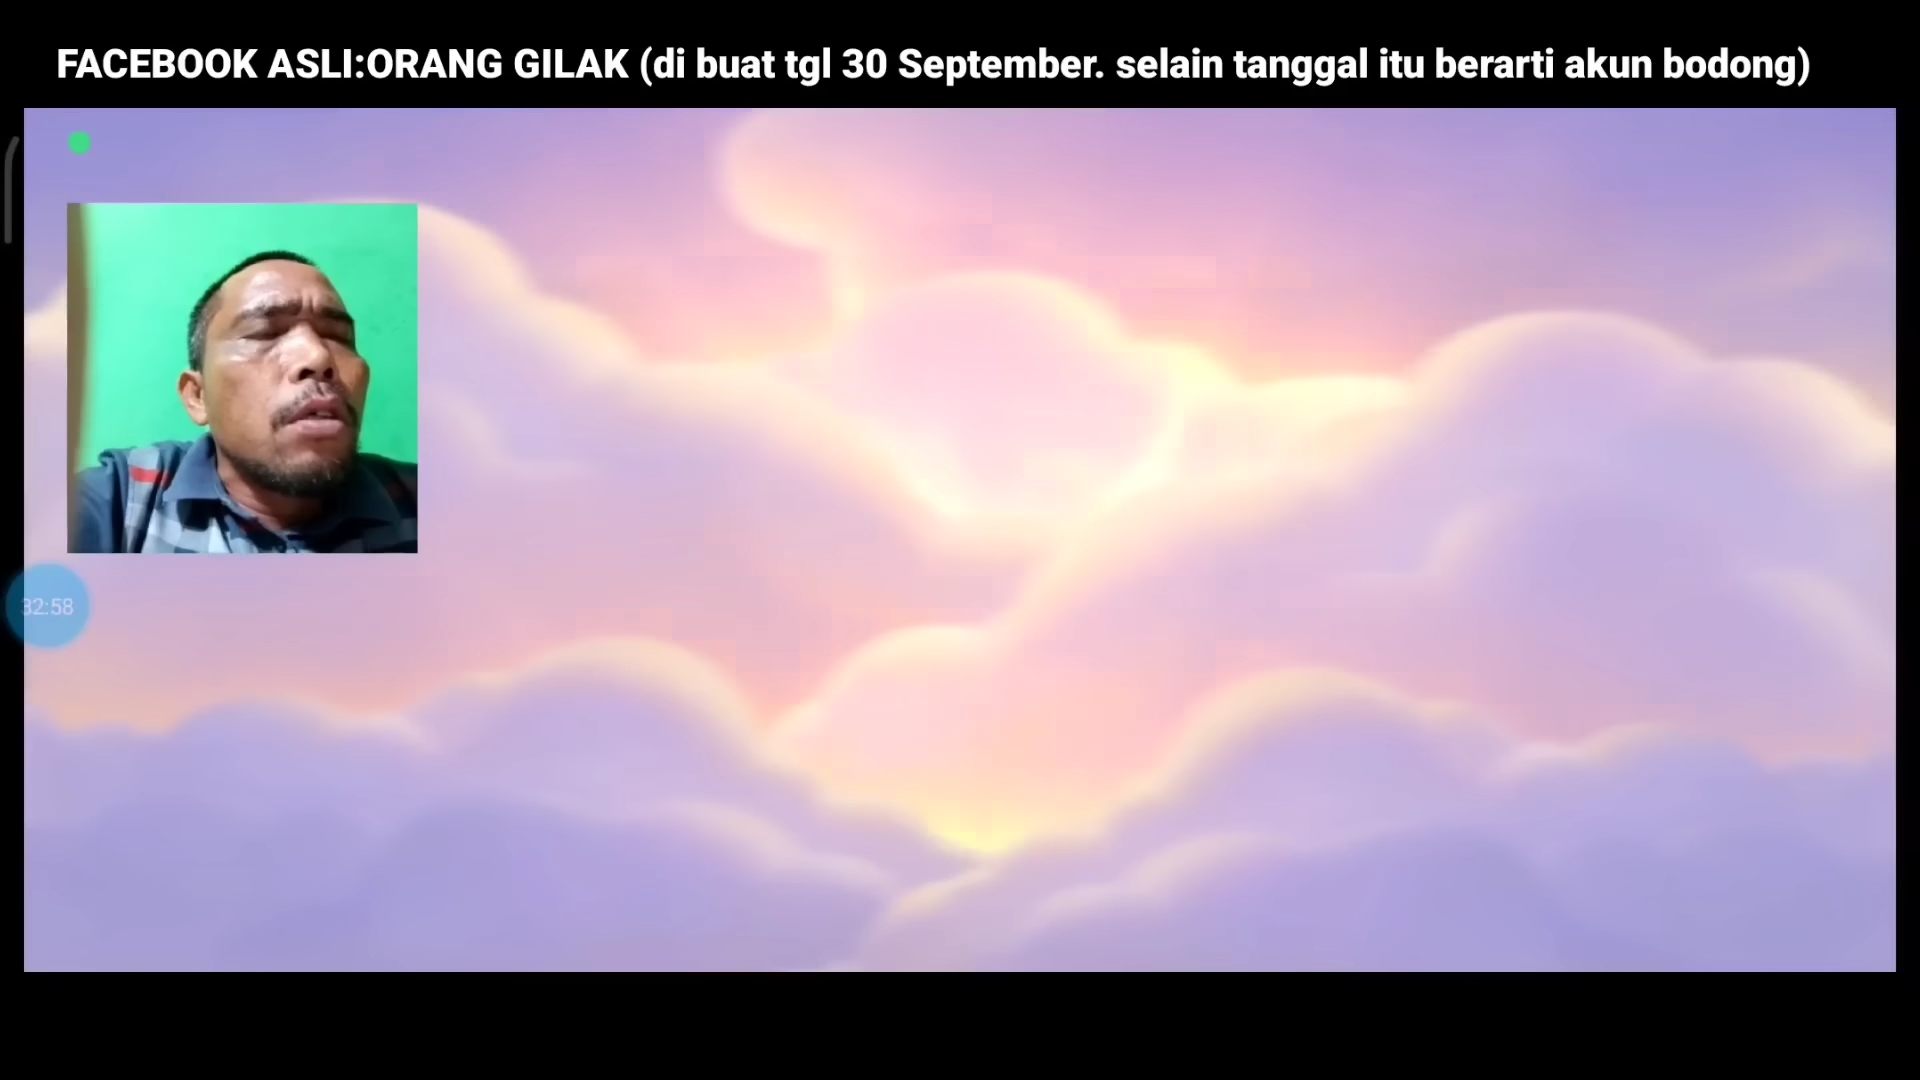 FACEBOOK ASLI:ORANG GILAK (di buat tgl 30 September. selain tanggal itu berarti akun bodong)
32:58